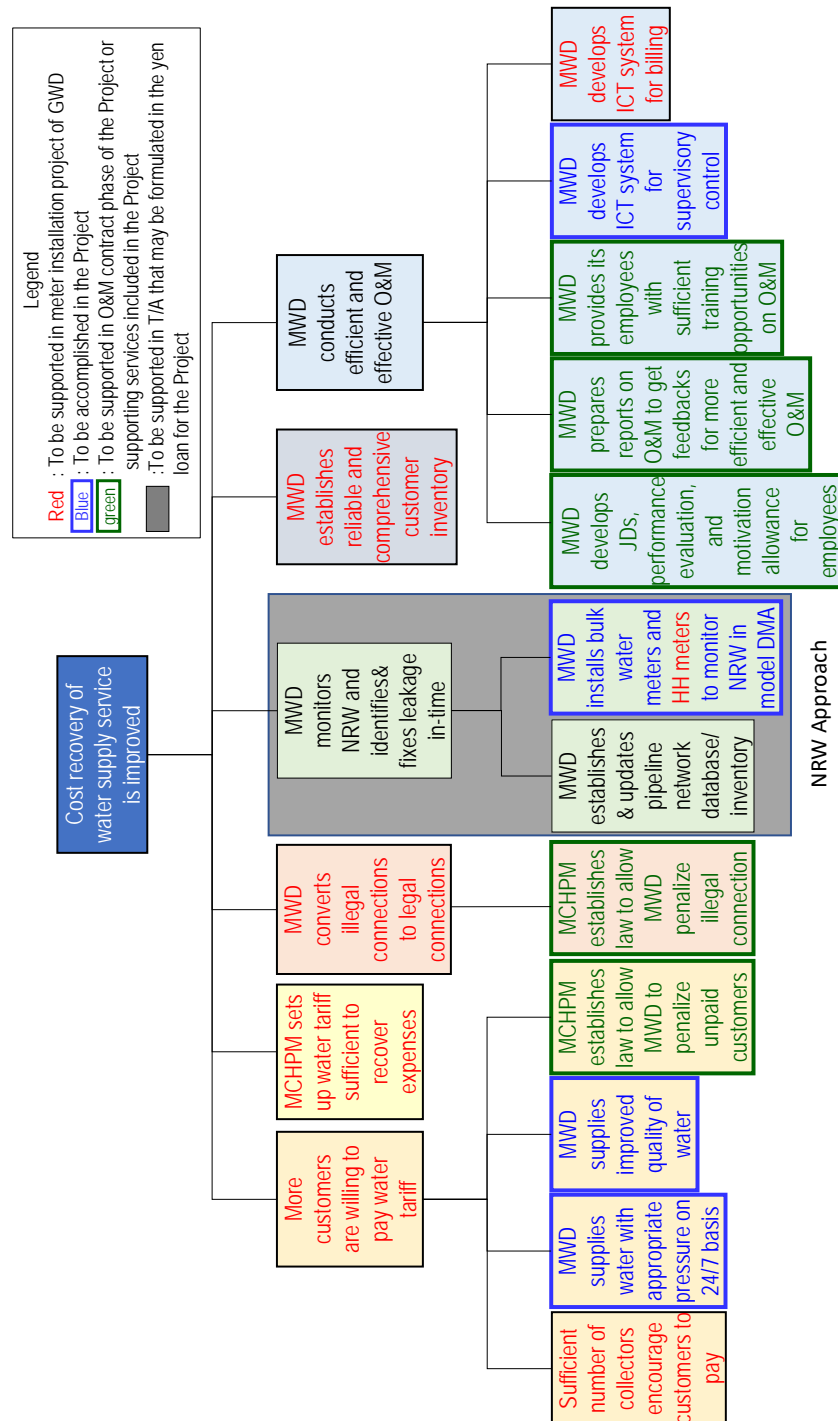 Legend
Red : To be supported in meter installation project of GWD
Blue : To be accomplished in the Project
green : To be supported in O&M contract phase of the Project or
supporting services included in the Project
:To be supported in T/A that may be formulated in the yen
loan for the Project
Cost recovery of
water supply service
is improved
More
customers
are willing to
pay water
tariff
MCHPM sets
up water tariff
sufficient to
recover
expenses
MWD
converts
illegal
connections
to legal
connections
MWD
monitors
NRW and
identifies&
fixes leakage
in-time
MWD
establishes
reliable and
comprehensive
customer
inventory
MWD
conducts
efficient and
effective O&M
Sufficient
number of
collectors
encourage
customers to
pay
MWD
supplies
water with
appropriate
pressure on
24/7 basis
MWD
supplies
improved
quality of
water
MCHPM
establishes
law to allow
MWD to
penalize
unpaid
customers
MCHPM
establishes
law to allow
MWD
penalize
illegal
connection
MWD
establishes
& updates
pipeline
network
database/
inventory
MWD
installs bulk
water
meters and
HH meters
to monitor
NRW in
model DMA
MWD
develops
JDs,
performance
evaluation,
and
motivation
allowance
for
employees
MWD
prepares
reports on
O&M to get
feedbacks
for more
efficient and
effective
O&M
MWD
provides its
employees
with
sufficient
training
opportunities
on O&M
MWD
develops
ICT system
for
supervisory
control
MWD
develops
ICT system
for billing
NRW Approach